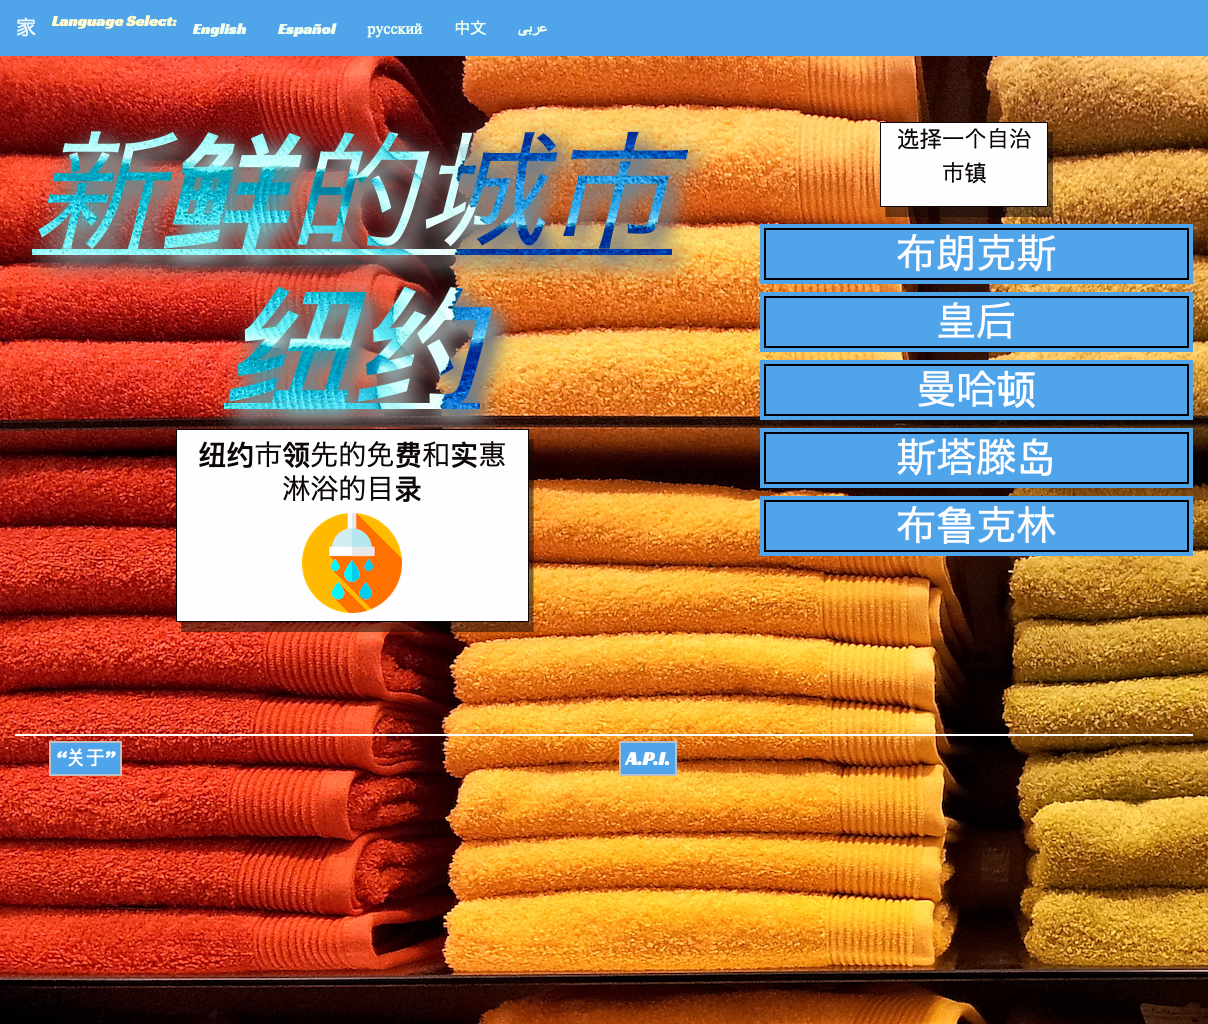 家 Language Select: English Español русский 中文 عربى
新鲜的城市
纽约
纽约市领先的免费和实惠
淋浴的目录
选择一个自治
市镇
布朗克斯
皇后
曼哈顿
斯塔滕岛
布鲁克林
“关于”
A.P.I.